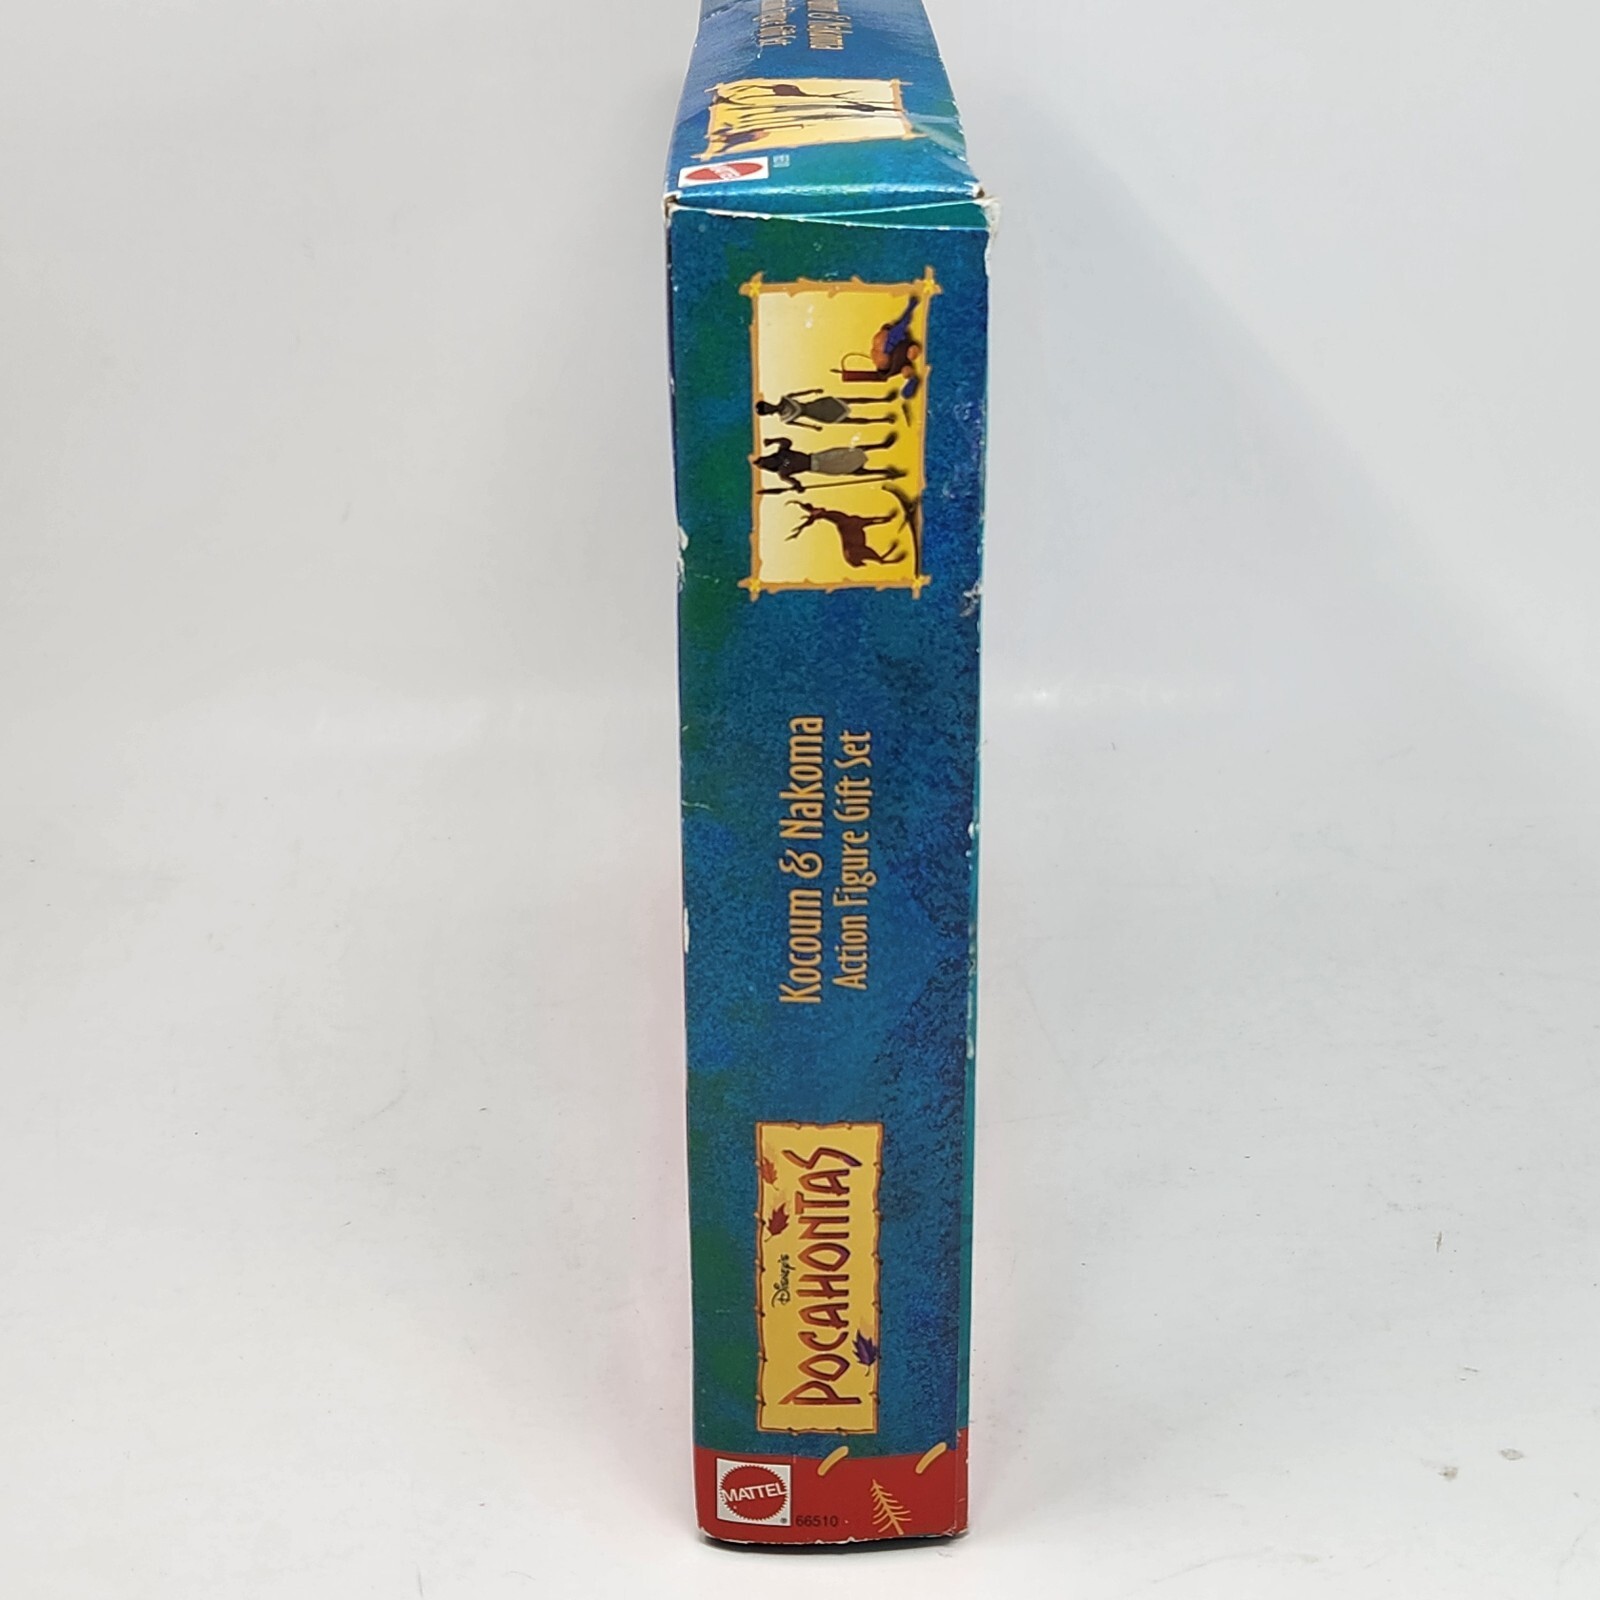 Kocoum & Nakoma
Action Figure Gift Set
Disney's
POCAHONTAS
MATTEL
®
66510